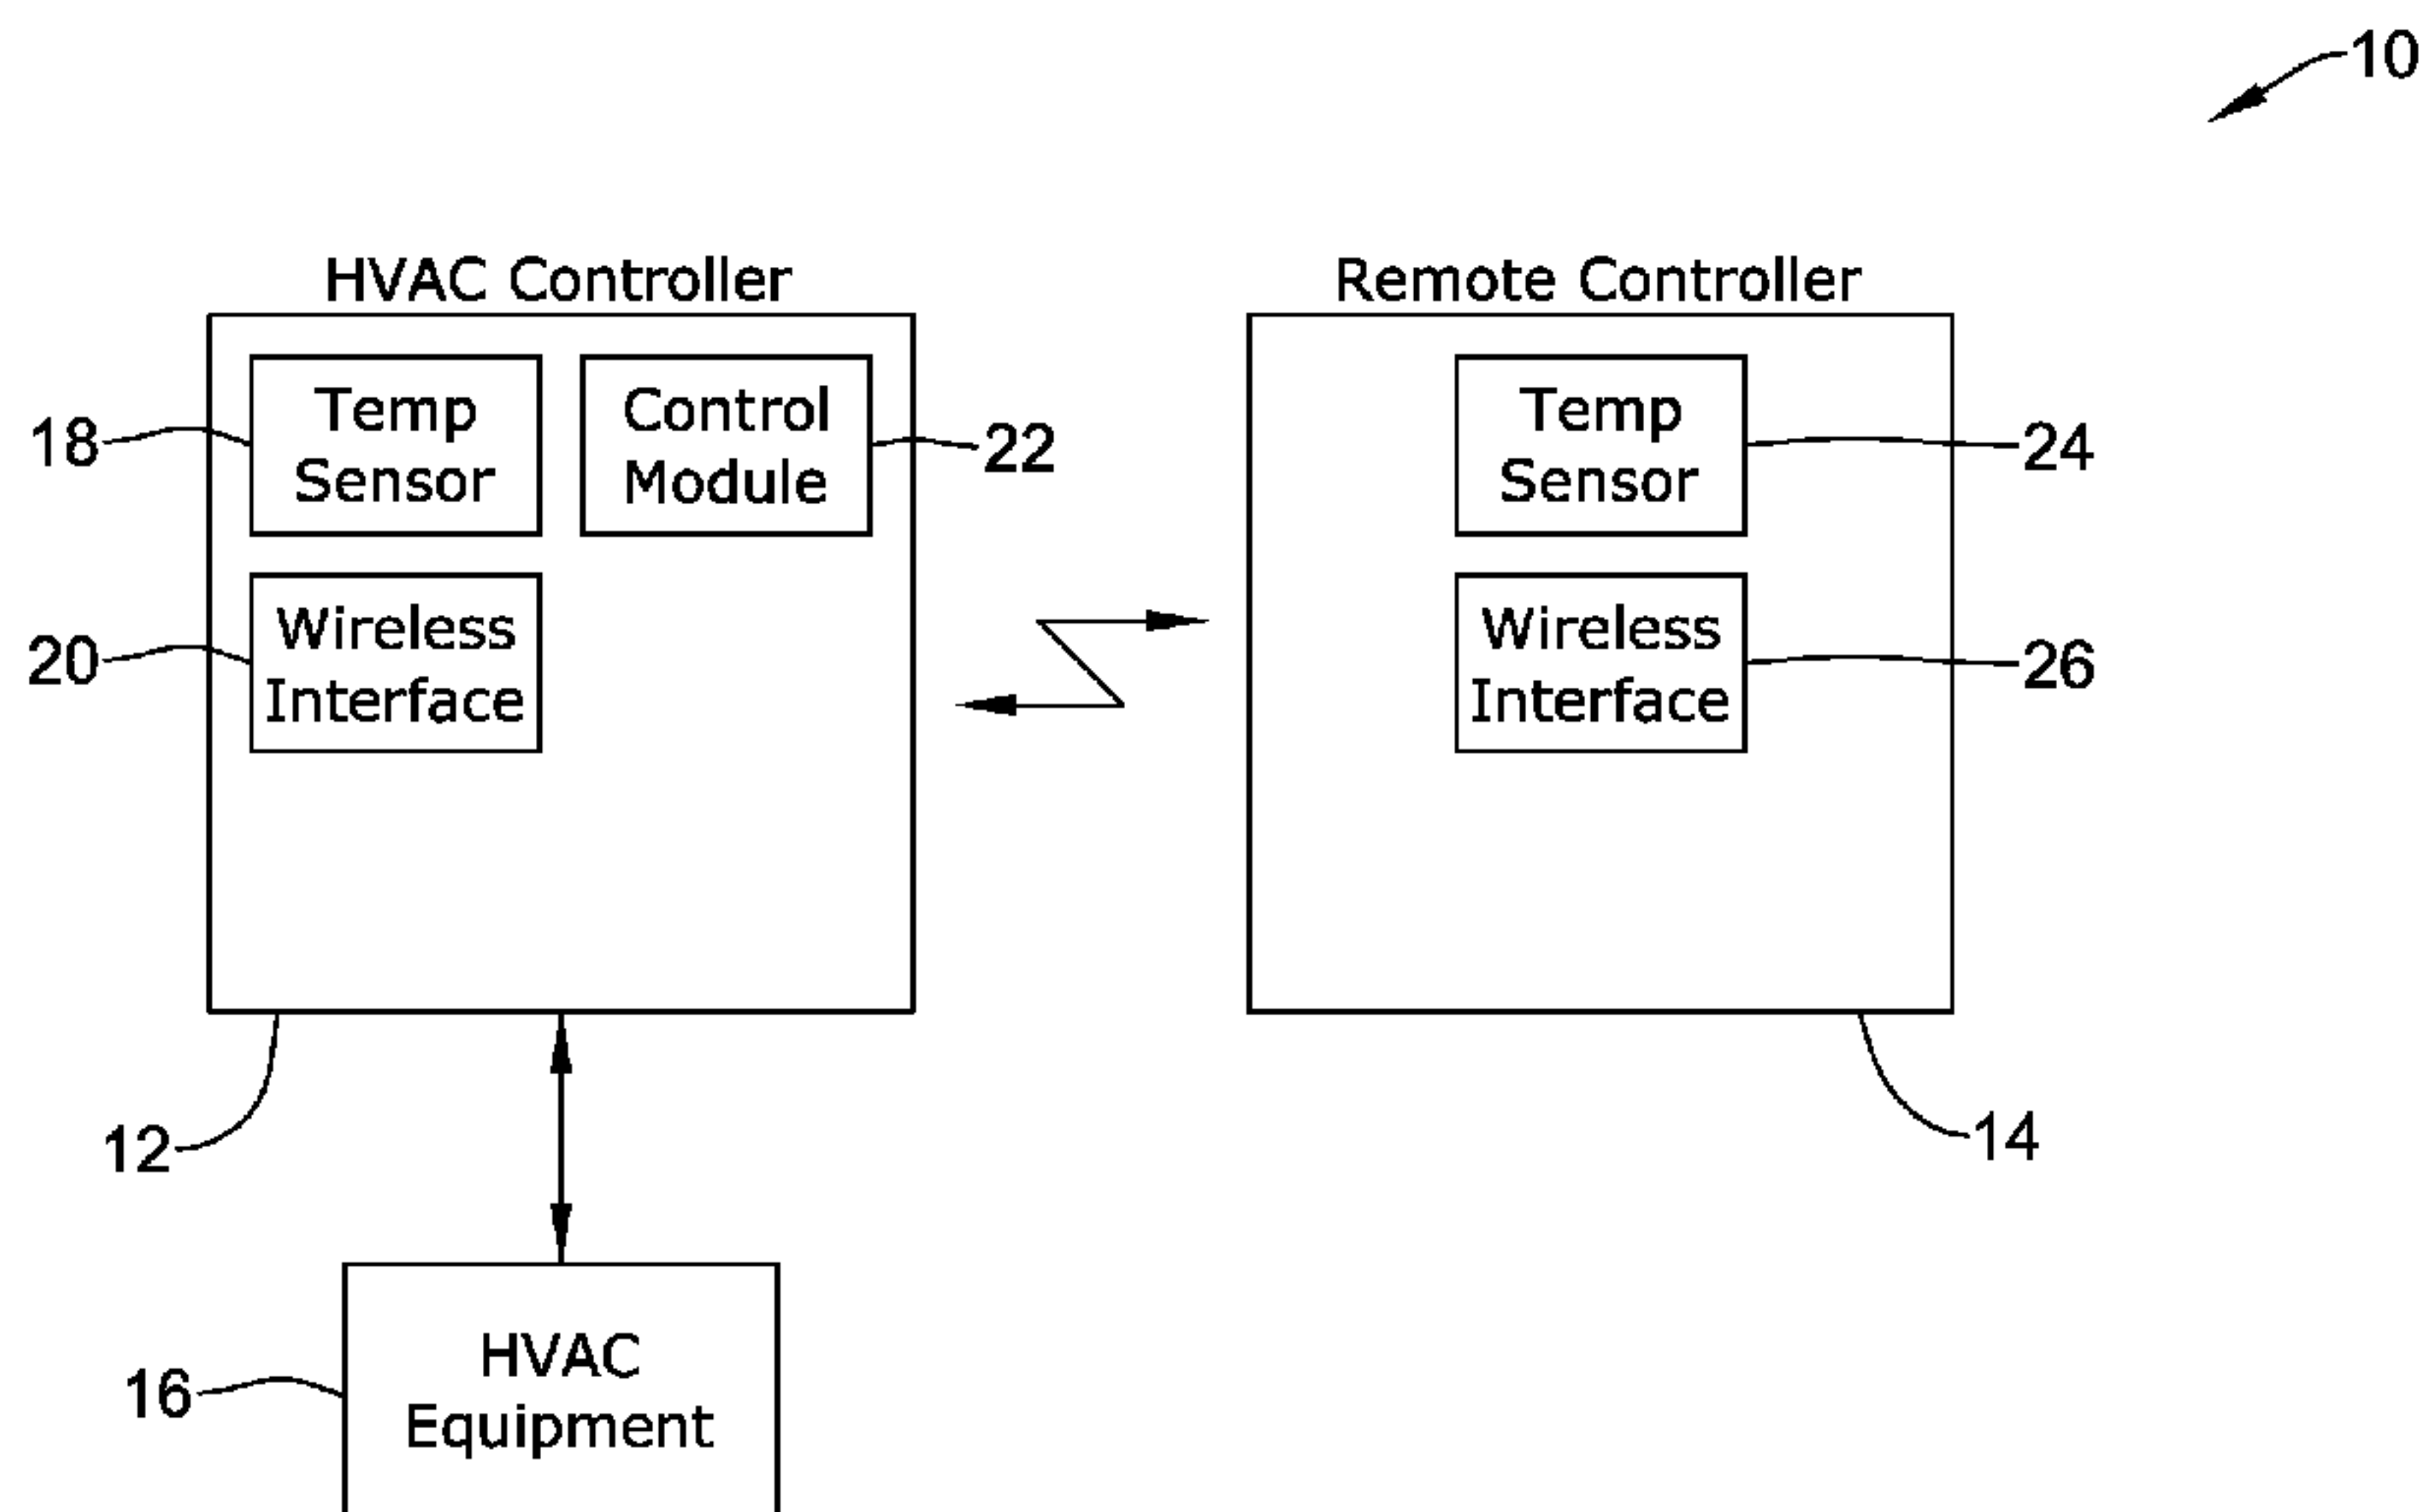 10
HVAC Controller
Remote Controller
Temp
Sensor
Control
Module
Temp
Sensor
18
22
24
Wireless
Interface
Wireless
Interface
20
26
12
14
HVAC
Equipment
16